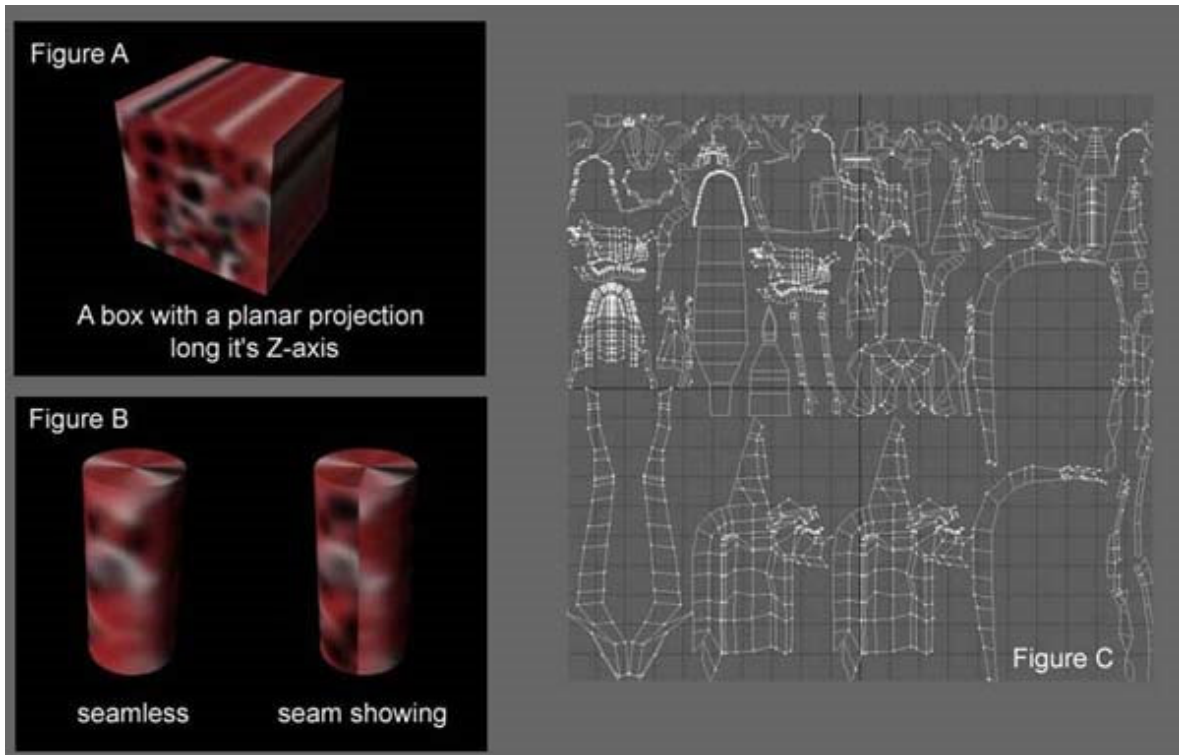 Figure A
A box with a planar projection
long it's Z-axis
Figure B
seamless
seam showing
Figure C